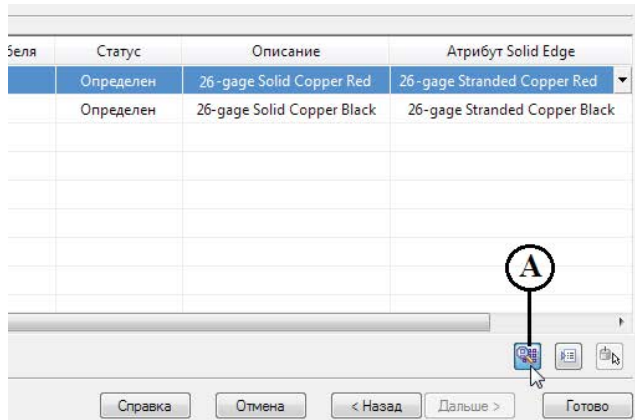 беля Статус Описание Атрибут Solid Edge
Определен 26-gage Solid Copper Red 26-gage Stranded Copper Red
Определен 26-gage Solid Copper Black 26-gage Stranded Copper Black
A
Справка Отмена < Назад Дальше > Готово